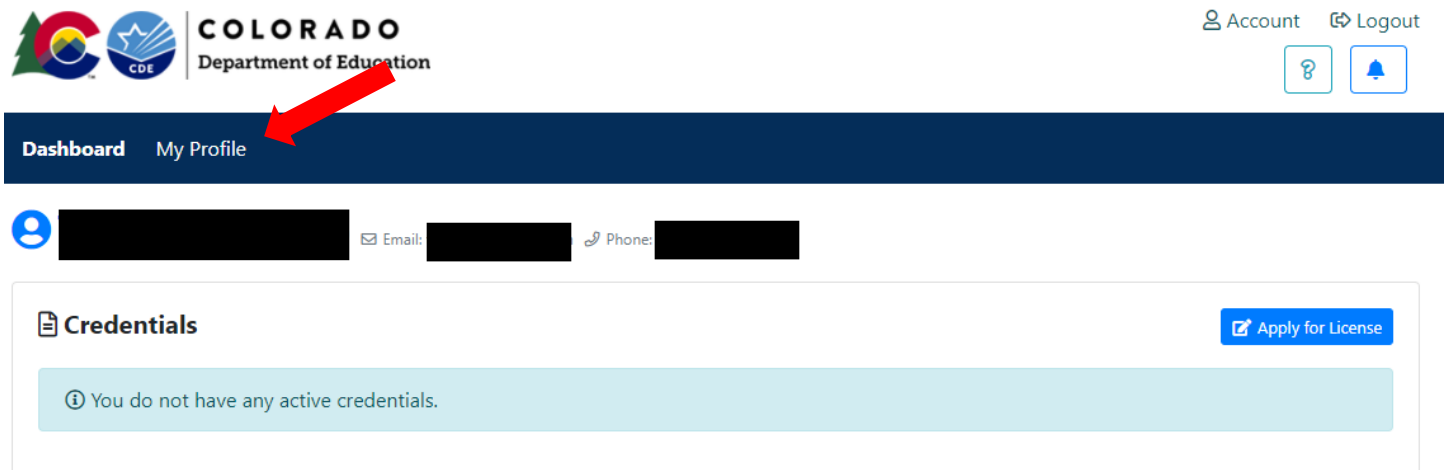 COLORADO
Department of Education
CDE
Account Logout
Dashboard My Profile
Email: Phone:
Credentials
Apply for License
You do not have any active credentials.